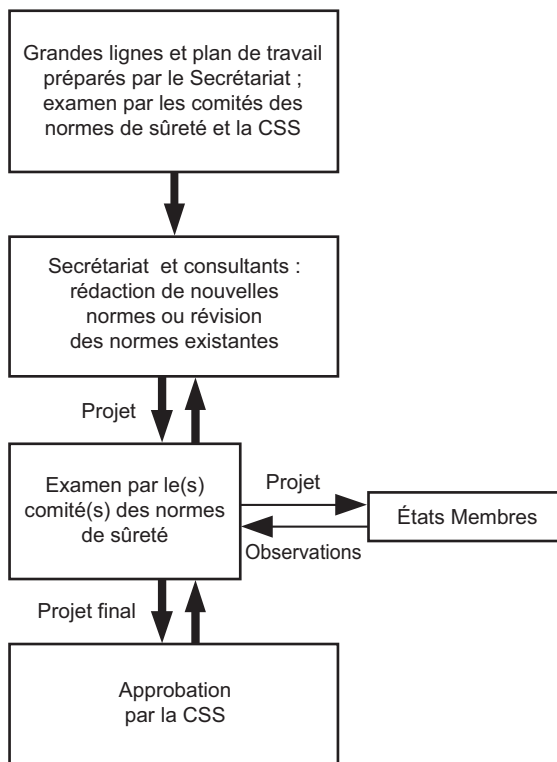 Grandes lignes et plan de travail
préparés par le Secrétariat ;
examen par les comités des
normes de sûreté et la CSS
Secrétariat et consultants :
rédaction de nouvelles
normes ou révision
des normes existantes
Projet
Examen par le(s)
comité(s) des normes
de sûreté
Projet
États Membres
Observations
Projet final
Approbation
par la CSS